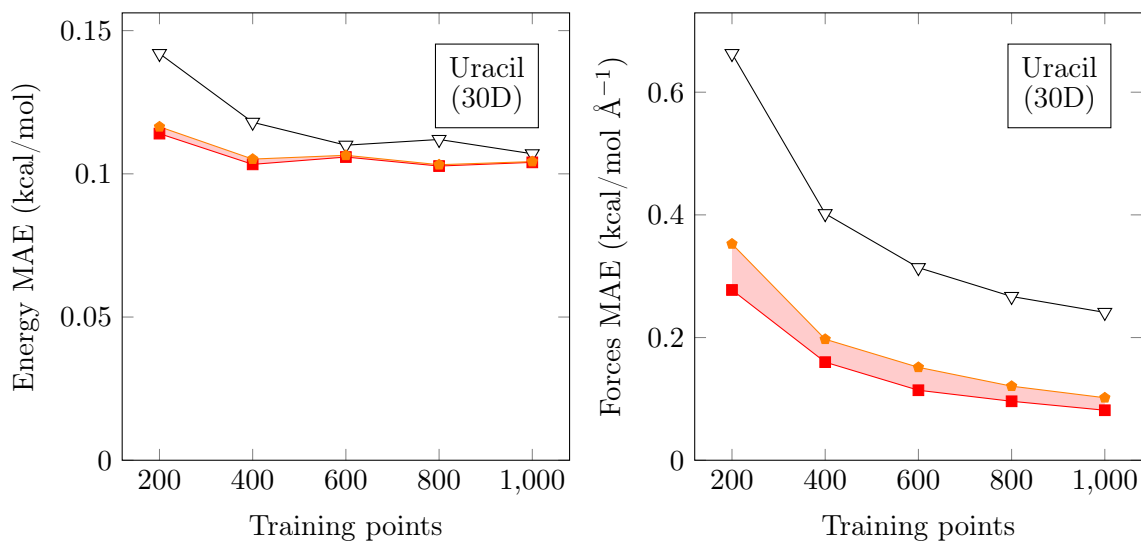 Energy MAE (kcal/mol)
0.15
0.1
0.05
0
Uracil
(30D)
200 400 600 800 1,000
Training points
Forces MAE (kcal/mol Å⁻¹)
0.6
0.4
0.2
0
Uracil
(30D)
200 400 600 800 1,000
Training points